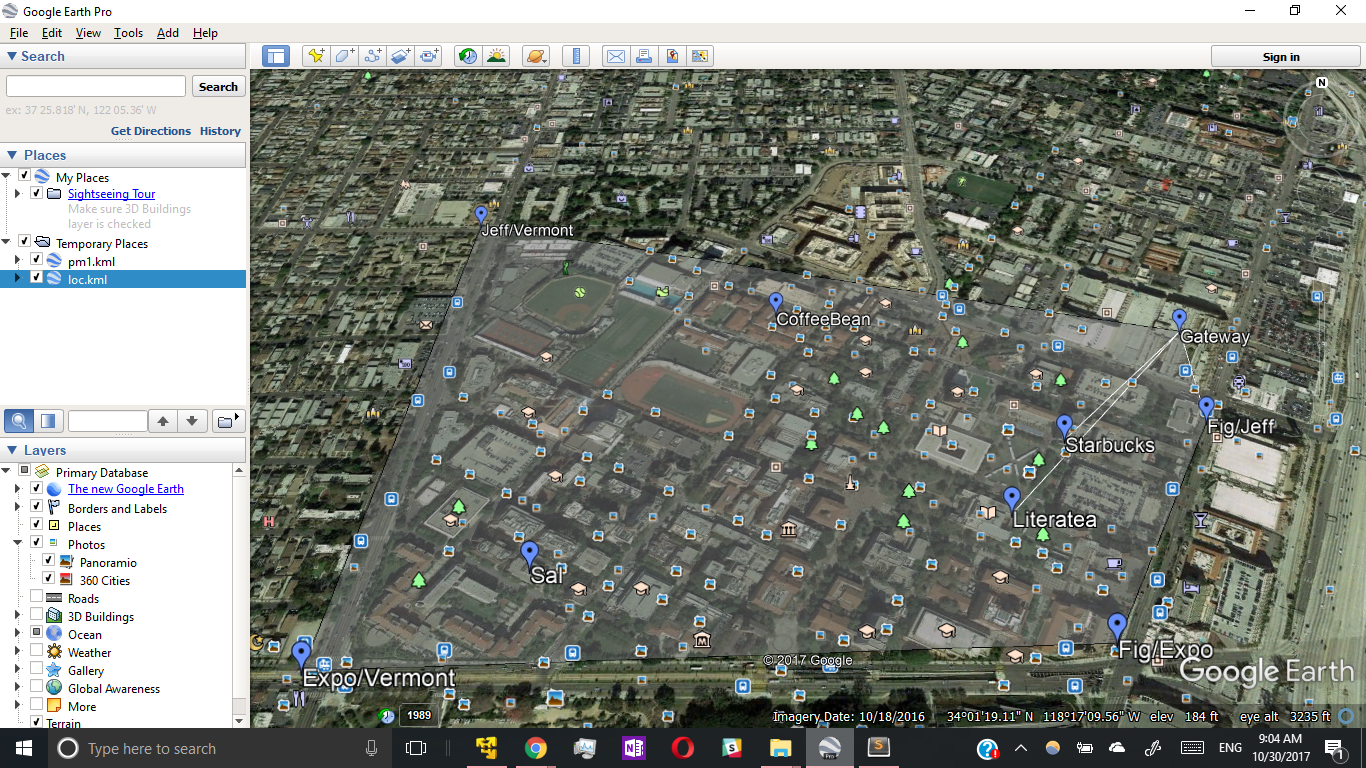 Google Earth Pro
File Edit View Tools Add Help
Search
Sign in
Search
ex: 37 25.818' N, 122 05.36' W
Get Directions History
Places
My Places
Sightseeing Tour
Make sure 3D Buildings
layer is checked
Temporary Places
pm1.kml
loc.kml
Layers
Primary Database
The new Google Earth
Borders and Labels
Places
Photos
Panoramio
360 Cities
Roads
3D Buildings
Ocean
Weather
Gallery
Global Awareness
More
Terrain
N
Jeff/Vermont
CoffeeBean
Gateway
Fig/Jeff
Starbucks
Literatea
H
Sal
Fig/Expo
Expo/Vermont
© 2017 Google
Google Earth
1989
Imagery Date: 10/18/2016 34°01'19.11" N 118°17'09.56" W elev 184 ft eye alt 3235 ft
Type here to search
ENG
9:04 AM
10/30/2017
1